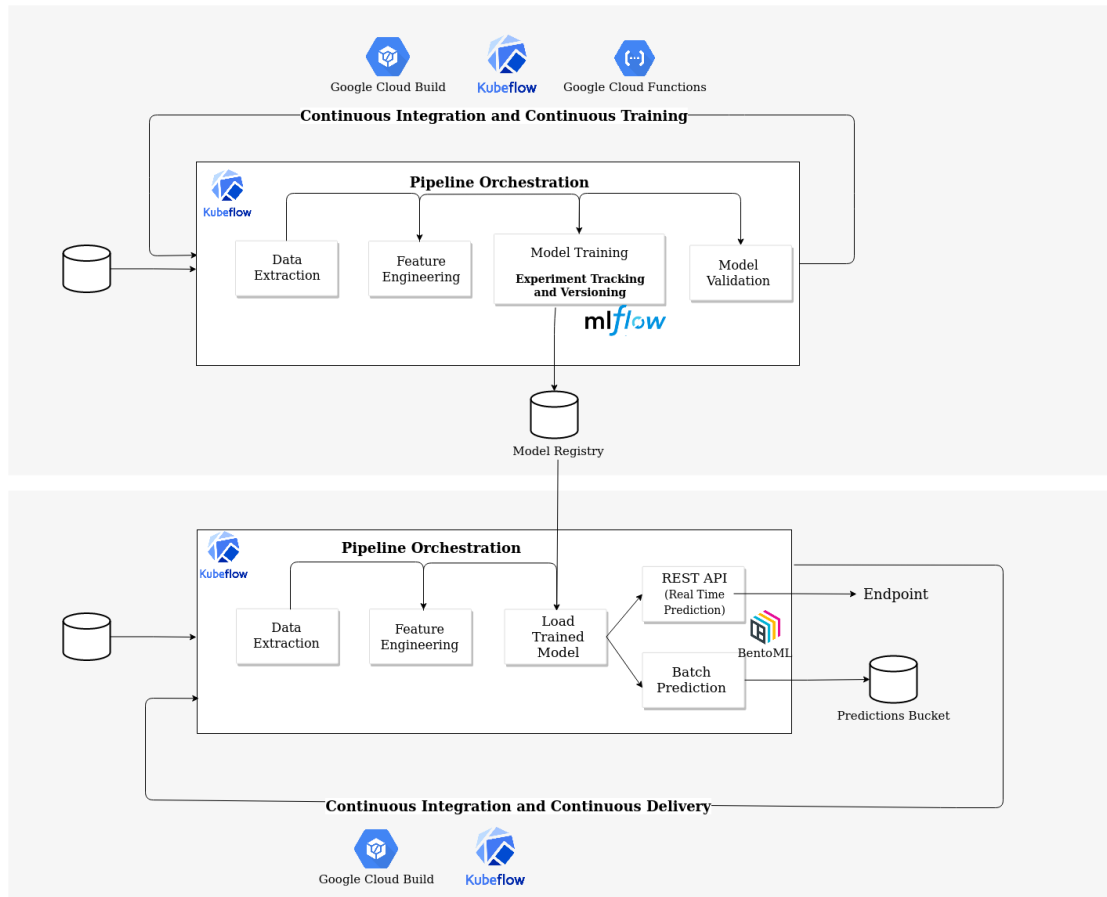 Google Cloud Build
Kubeflow
Google Cloud Functions
Continuous Integration and Continuous Training
Kubeflow
Pipeline Orchestration
Data
Extraction
Feature
Engineering
Model Training
Experiment Tracking
and Versioning
mlflow
Model
Validation
Model Registry
Kubeflow
Pipeline Orchestration
Data
Extraction
Feature
Engineering
Load
Trained
Model
REST API
(Real Time
Prediction)
Endpoint
BentoML
Batch
Prediction
Predictions Bucket
Continuous Integration and Continuous Delivery
Google Cloud Build
Kubeflow